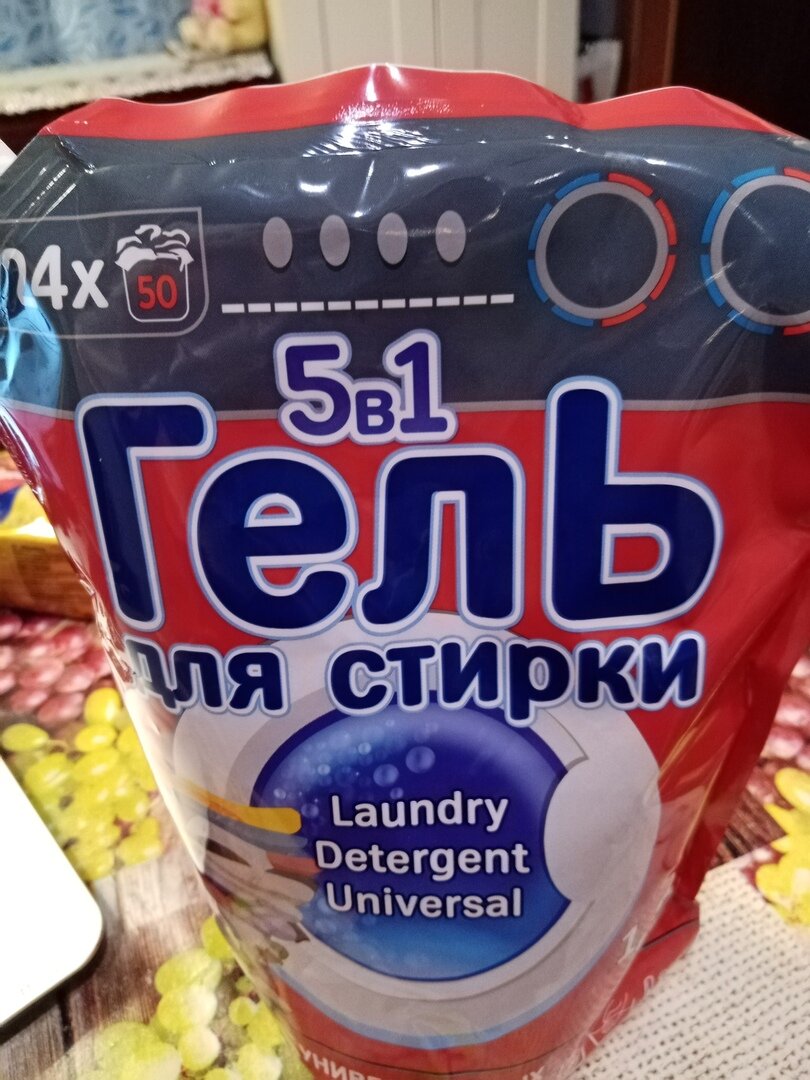 04x
50
5в1
Гель
для стирки
Laundry
Detergent
Universal